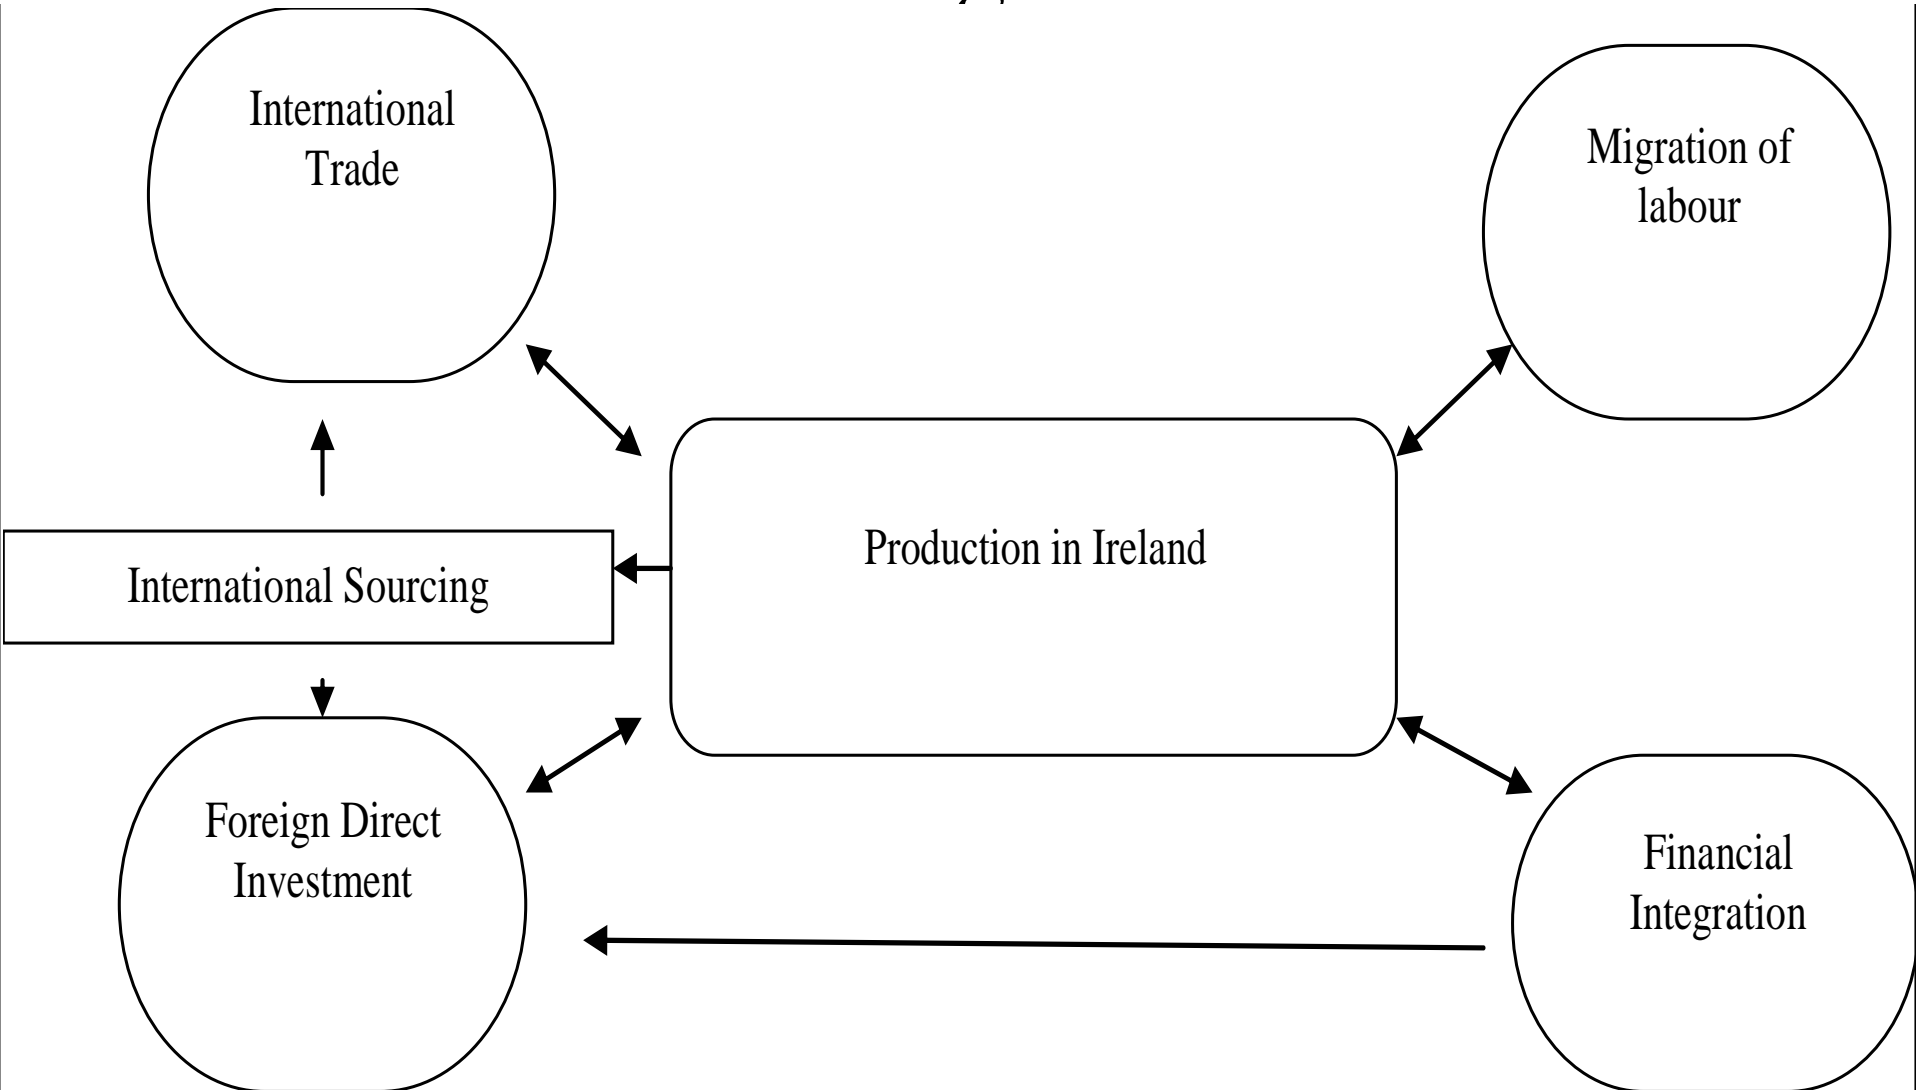 International
Trade
Migration of
labour
Production in Ireland
International Sourcing
Foreign Direct
Investment
Financial
Integration